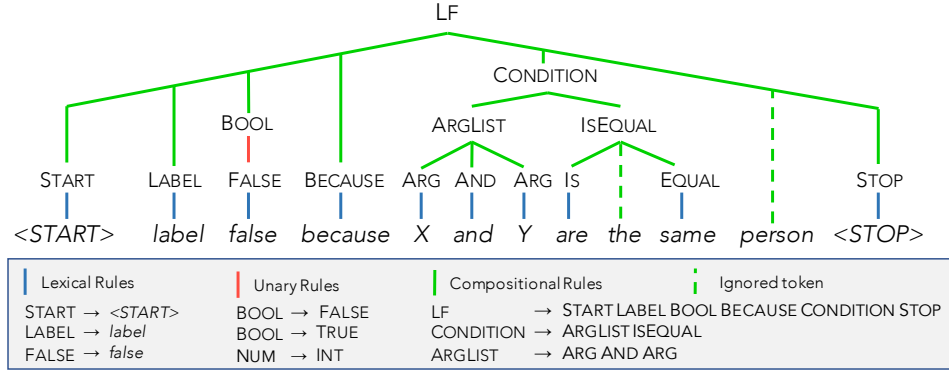 LF
CONDITION
BOOL ARGLIST ISEQUAL
START LABEL FALSE BECAUSE ARG AND ARG IS EQUAL STOP
<START> label false because X and Y are the same person <STOP>
Lexical Rules Unary Rules Compositional Rules Ignored token
START → <START> BOOL → FALSE LF → START LABEL BOOL BECAUSE CONDITION STOP
LABEL → label BOOL → TRUE CONDITION → ARGLIST ISEQUAL
FALSE → false NUM → INT ARGLIST → ARG AND ARG